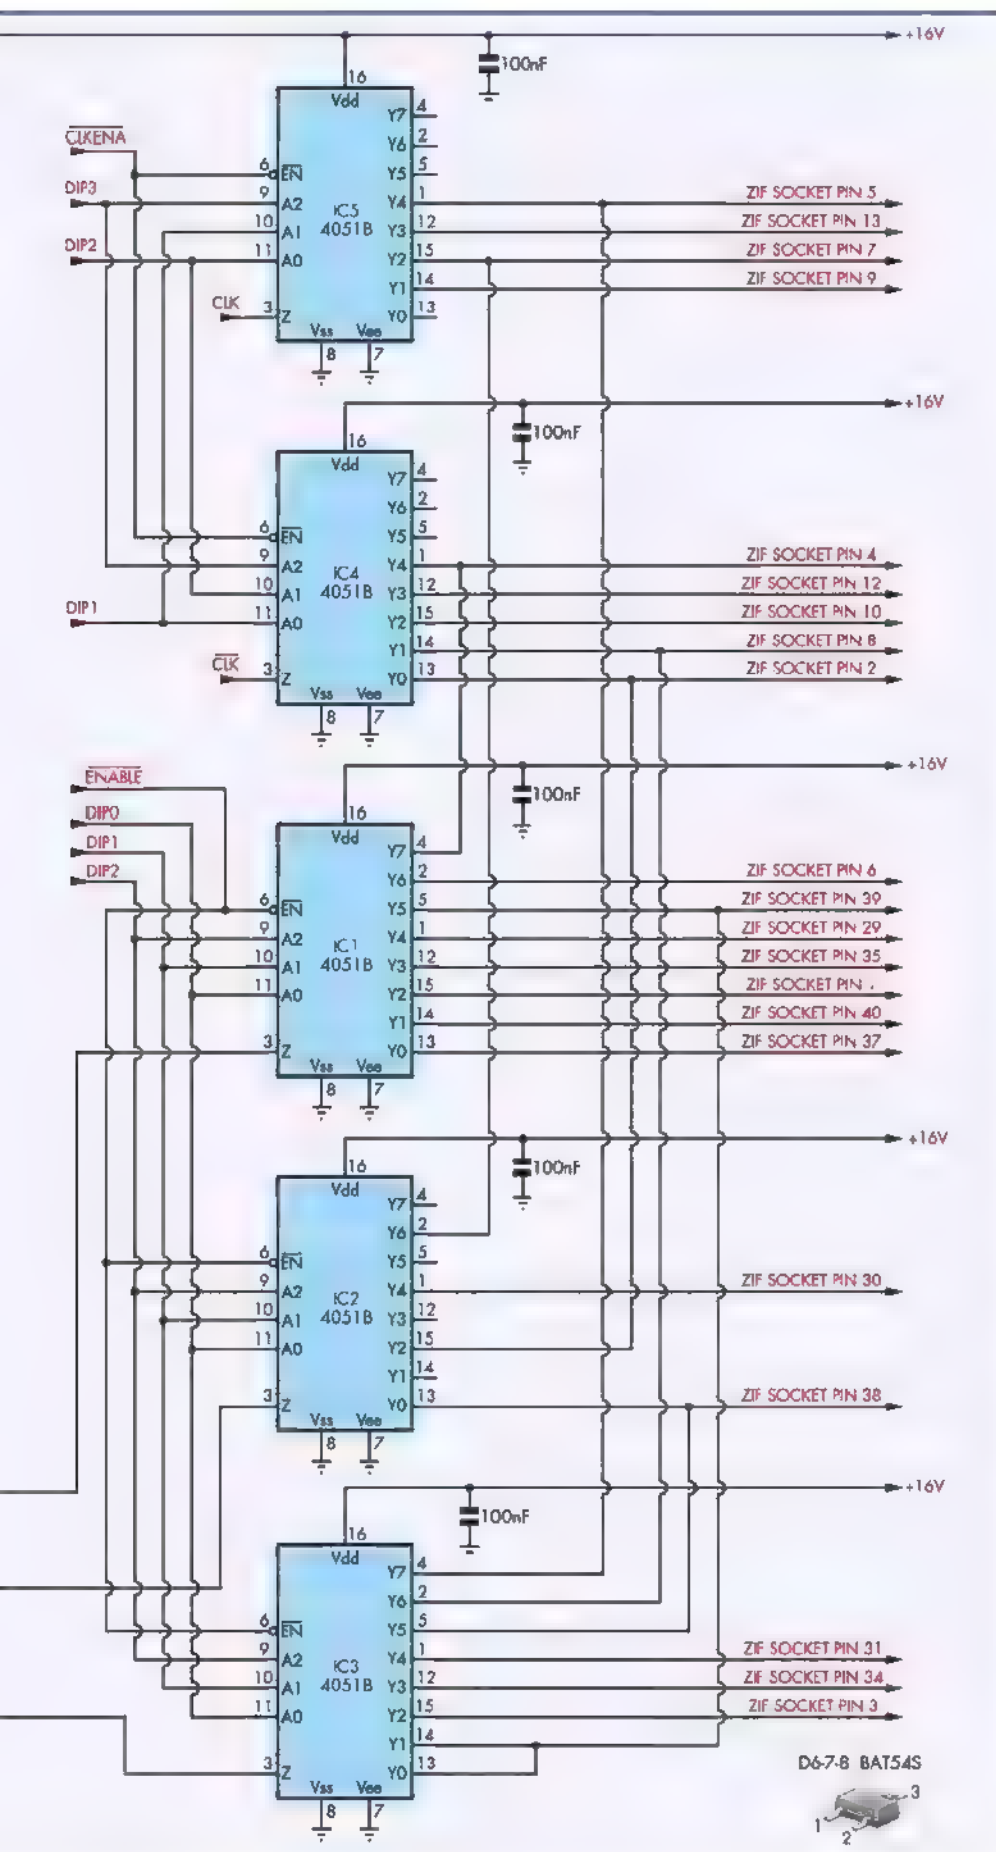 +16V
100nF
16
Vdd
Y7 4
CLKENA
Y6 2
6 EN
Y5 5
DIP3
9 A2
IC5
4051B
Y4 1
ZIF SOCKET PIN 5
10 A1
Y3 12
ZIF SOCKET PIN 13
DIP2
11 A0
Y2 15
ZIF SOCKET PIN 7
Y1 14
ZIF SOCKET PIN 9
CLK
3 Z
Y0 13
Vss
Vee
8
7
+16V
100nF
16
Vdd
Y7 4
Y6 2
6 EN
Y5 5
9 A2
IC4
4051B
Y4 1
ZIF SOCKET PIN 4
10 A1
Y3 12
ZIF SOCKET PIN 12
DIP1
11 A0
Y2 15
ZIF SOCKET PIN 10
Y1 14
ZIF SOCKET PIN 8
CLK
3 Z
Y0 13
ZIF SOCKET PIN 2
Vss
Vee
8
7
+16V
ENABLE
100nF
DIP0
16
Vdd
DIP1
Y7 4
DIP2
Y6 2
ZIF SOCKET PIN 6
6 EN
Y5 5
ZIF SOCKET PIN 39
9 A2
IC1
4051B
Y4 1
ZIF SOCKET PIN 29
10 A1
Y3 12
ZIF SOCKET PIN 35
11 A0
Y2 15
ZIF SOCKET PIN
Y1 14
ZIF SOCKET PIN 40
3 Z
Y0 13
ZIF SOCKET PIN 37
Vss
Vee
8
7
+16V
100nF
16
Vdd
Y7 4
Y6 2
6 EN
Y5 5
9 A2
IC2
4051B
Y4 1
ZIF SOCKET PIN 30
10 A1
Y3 12
11 A0
Y2 15
Y1 14
3 Z
Y0 13
ZIF SOCKET PIN 38
Vss
Vee
8
7
+16V
100nF
16
Vdd
Y7 4
Y6 2
6 EN
Y5 5
9 A2
IC3
4051B
Y4 1
ZIF SOCKET PIN 31
10 A1
Y3 12
ZIF SOCKET PIN 34
11 A0
Y2 15
ZIF SOCKET PIN 3
Y1 14
3 Z
Y0 13
Vss
Vee
8
7
D6-7-8 BAT54S
3
1
2